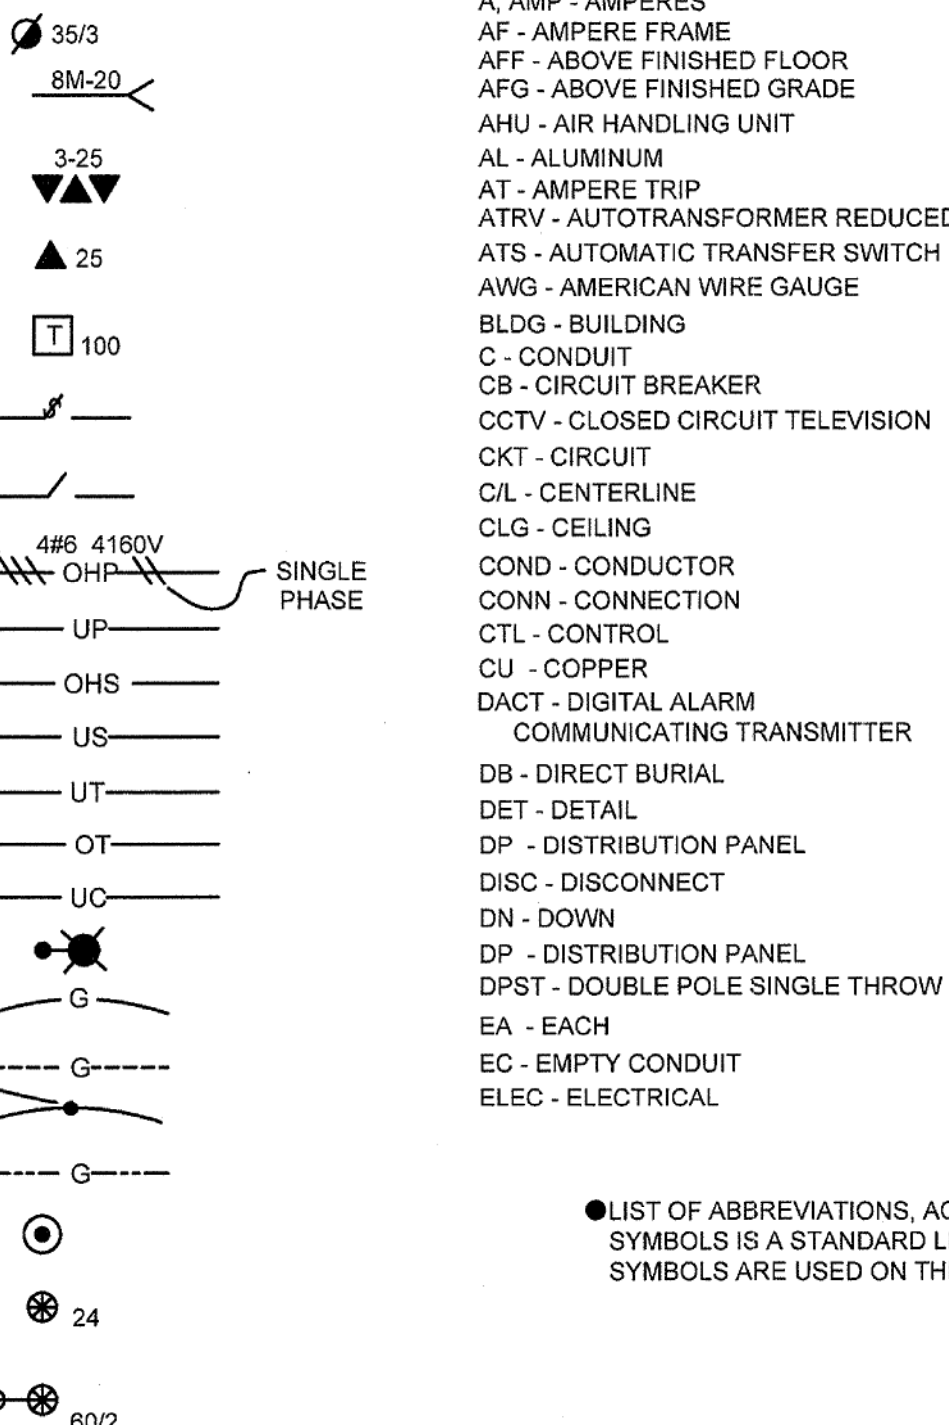 35/3
8M-20
3-25
25
T 100
4#6 4160V
OHP
SINGLE
PHASE
UP
OHS
US
UT
OT
UC
G
G
G
24
60/2
A, AMP - AMPERES
AF - AMPERE FRAME
AFF - ABOVE FINISHED FLOOR
AFG - ABOVE FINISHED GRADE
AHU - AIR HANDLING UNIT
AL - ALUMINUM
AT - AMPERE TRIP
ATRV - AUTOTRANSFORMER REDUCED
ATS - AUTOMATIC TRANSFER SWITCH
AWG - AMERICAN WIRE GAUGE
BLDG - BUILDING
C - CONDUIT
CB - CIRCUIT BREAKER
CCTV - CLOSED CIRCUIT TELEVISION
CKT - CIRCUIT
C/L - CENTERLINE
CLG - CEILING
COND - CONDUCTOR
CONN - CONNECTION
CTL - CONTROL
CU - COPPER
DACT - DIGITAL ALARM
COMMUNICATING TRANSMITTER
DB - DIRECT BURIAL
DET - DETAIL
DP - DISTRIBUTION PANEL
DISC - DISCONNECT
DN - DOWN
DP - DISTRIBUTION PANEL
DPST - DOUBLE POLE SINGLE THROW
EA - EACH
EC - EMPTY CONDUIT
ELEC - ELECTRICAL
●LIST OF ABBREVIATIONS,
SYMBOLS IS A STANDARD
SYMBOLS ARE USED ON